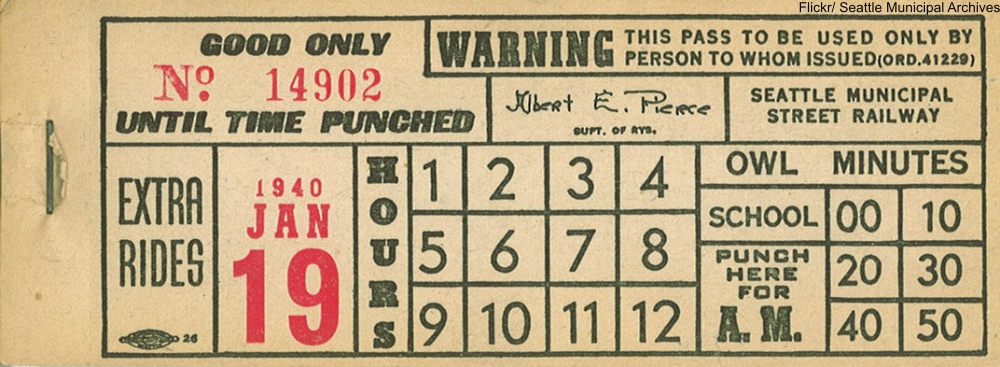 Flickr/ Seattle Municipal Archives
GOOD ONLY
No. 14902
UNTIL TIME PUNCHED
WARNING
THIS PASS TO BE USED ONLY BY
PERSON TO WHOM ISSUED (ORD. 41229)
Albert E. Pierce
SUPT. OF RYS.
SEATTLE MUNICIPAL
STREET RAILWAY
EXTRA
RIDES
26
1940
JAN
19
HOURS
1 2 3 4
5 6 7 8
9 10 11 12
OWL MINUTES
SCHOOL 00 10
PUNCH
HERE
FOR
A.M.
20 30
40 50